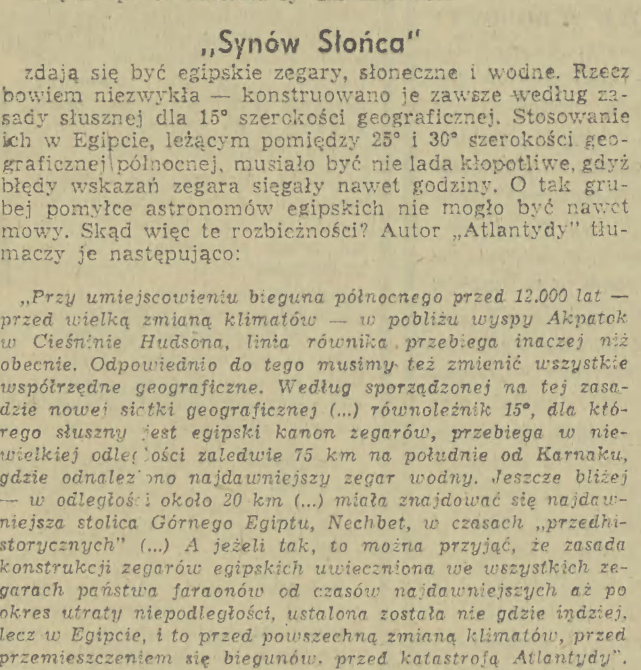 „Synów Słońca"
zdają się być egipskie zegary, słoneczne i wodne. Rzecz
bowiem niezwykła — konstruowano je zawsze według za-
sady słusznej dla 15° szerokości geograficznej. Stosowanie
ich w Egipcie, leżącym pomiędzy 25° i 30° szerokości geo-
graficznej północnej, musiało być nie lada kłopotliwe, gdyż
błędy wskazań zegara sięgały nawet godziny. O tak gru-
bej pomyłce astronomów egipskich nie mogło być nawet
mowy. Skąd więc te rozbieżności? Autor „Atlantydy" tłu-
maczy je następująco:
„Przy umiejscowieniu bieguna północnego przed 12.000 lat —
przed wielką zmianą klimatów — w pobliżu wyspy Akpatok
w Cieśninie Hudsona, linia równika przebiega inaczej niż
obecnie. Odpowiednio do tego musimy też zmienić wszystkie
współrzędne geograficzne. Według sporządzonej na tej zasa-
dzie nowej siatki geograficznej (...) równoleżnik 15°, dla któ-
rego słuszny jest egipski kanon zegarów, przebiega w nie-
wielkiej odległości zaledwie 75 km na południe od Karnaku,
gdzie odnaleziono najdawniejszy zegar wodny. Jeszcze bliżej
— w odległości około 20 km (...) miała znajdować się najdaw-
niejsza stolica Górnego Egiptu, Nechbet, w czasach „przedhi-
storycznych" (...) A jeżeli tak, to można przyjąć, że zasada
konstrukcji zegarów egipskich uwieczniona we wszystkich ze-
garach państwa faraonów od czasów najdawniejszych aż po
okres utraty niepodległości, ustalona została nie gdzie indziej,
lecz w Egipcie, i to przed powszechną zmianą klimatów, przed
przemieszczeniem się biegunów, przed katastrofą Atlantydy".